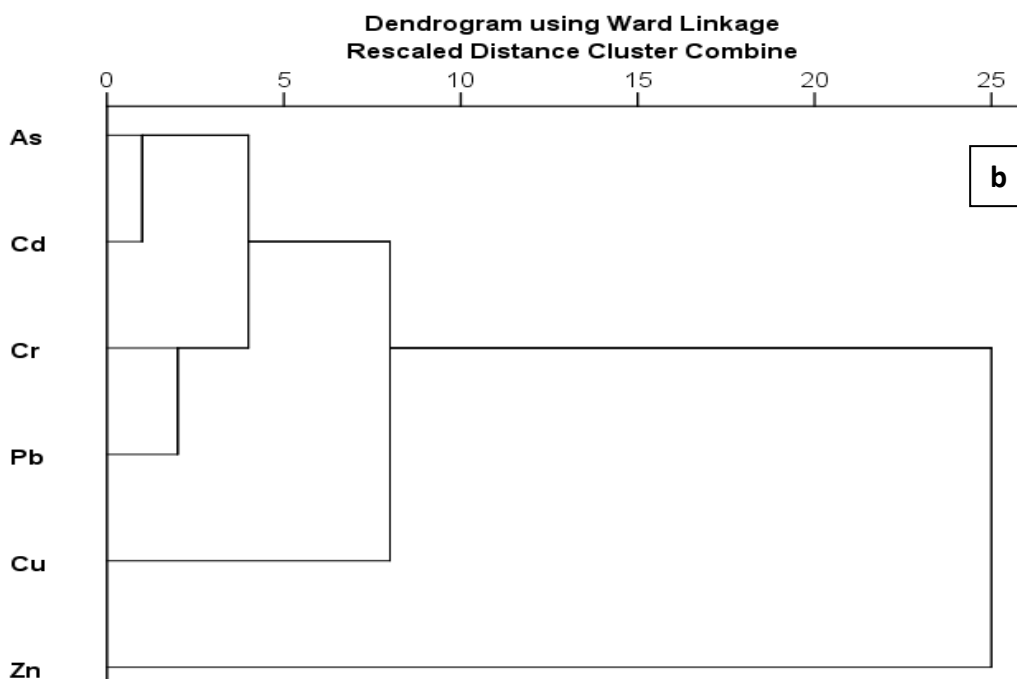 Dendrogram using Ward Linkage
Rescaled Distance Cluster Combine
0 5 10 15 20 25
As
b
Cd
Cr
Pb
Cu
Zn